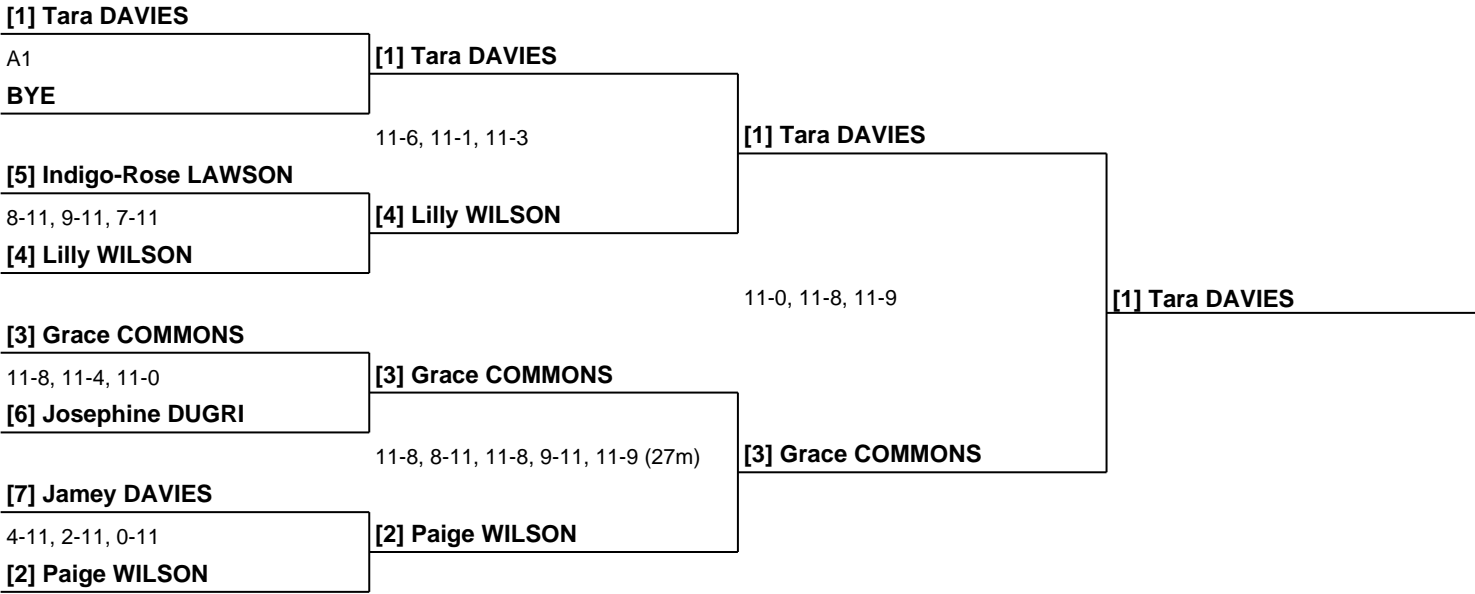 [1] Tara DAVIES
A1
BYE
[5] Indigo-Rose LAWSON
8-11, 9-11, 7-11
[4] Lilly WILSON
[3] Grace COMMONS
11-8, 11-4, 11-0
[6] Josephine DUGRI
[7] Jamey DAVIES
4-11, 2-11, 0-11
[2] Paige WILSON
[1] Tara DAVIES
11-6, 11-1, 11-3
[4] Lilly WILSON
[3] Grace COMMONS
11-8, 8-11, 11-8, 9-11, 11-9 (27m)
[2] Paige WILSON
[1] Tara DAVIES
11-0, 11-8, 11-9
[3] Grace COMMONS
[1] Tara DAVIES